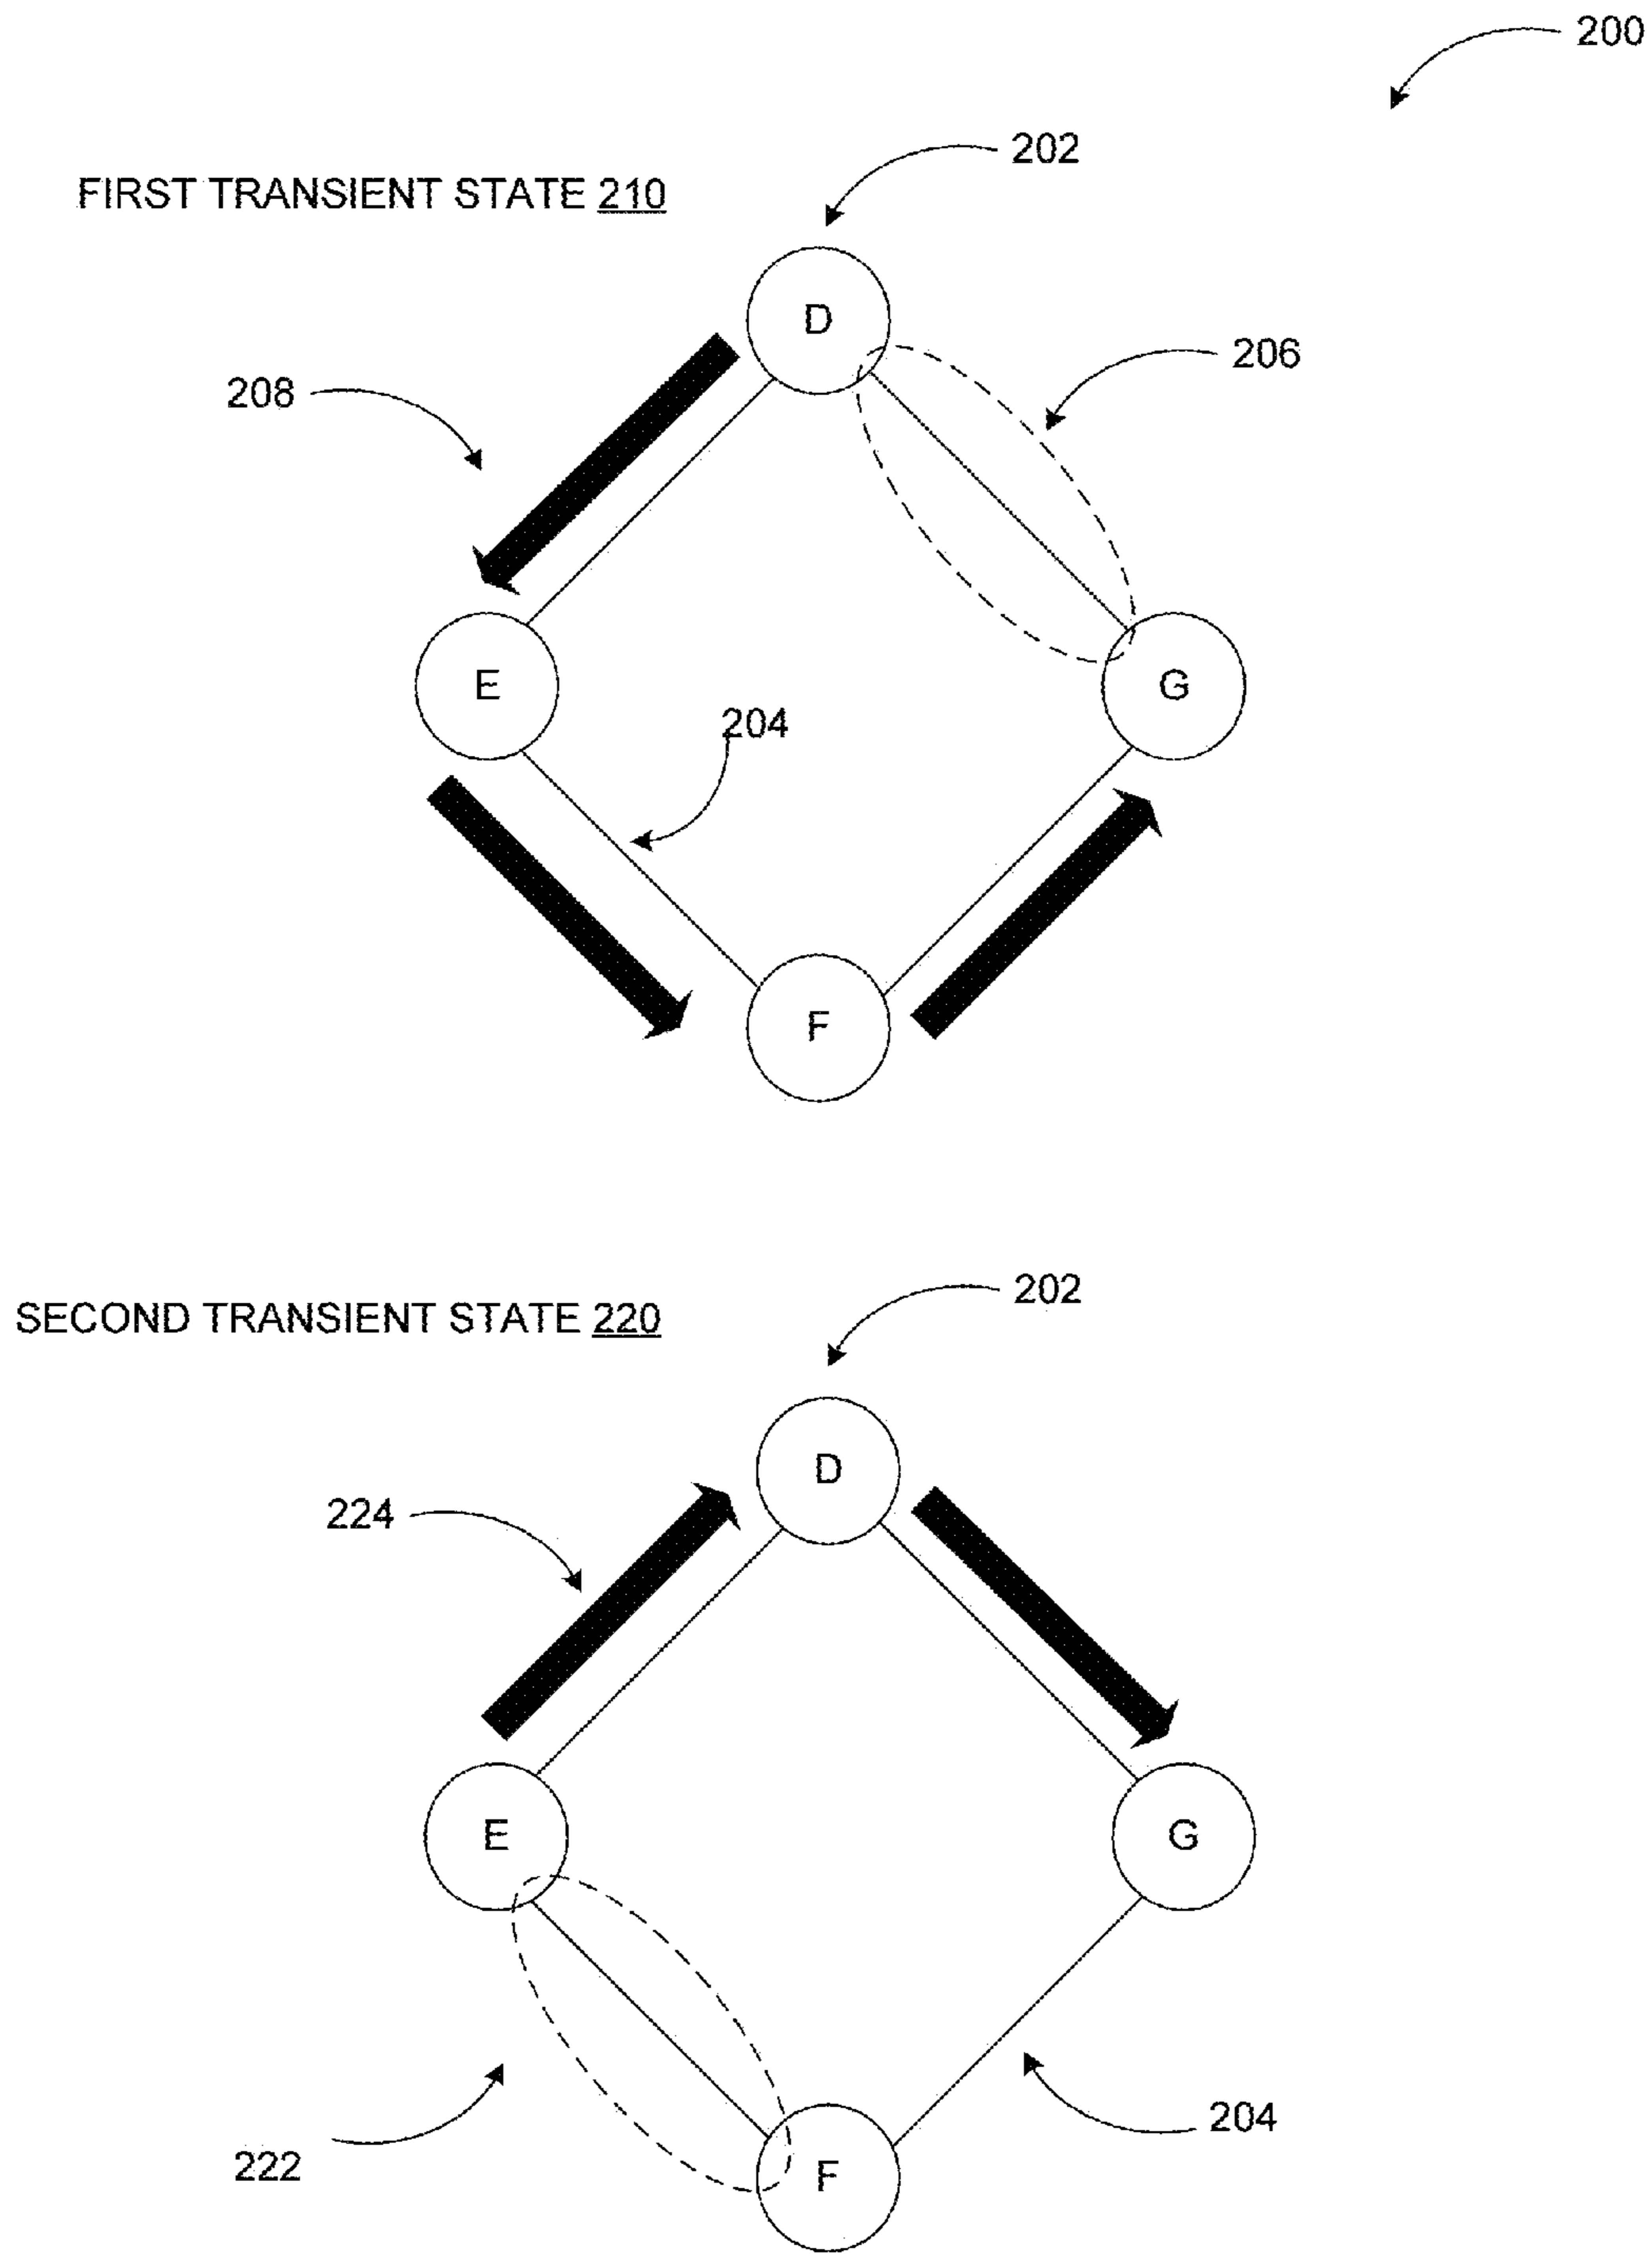 200
202
FIRST TRANSIENT STATE 210
D
206
208
E
G
204
F
202
SECOND TRANSIENT STATE 220
D
224
E
G
204
222
F